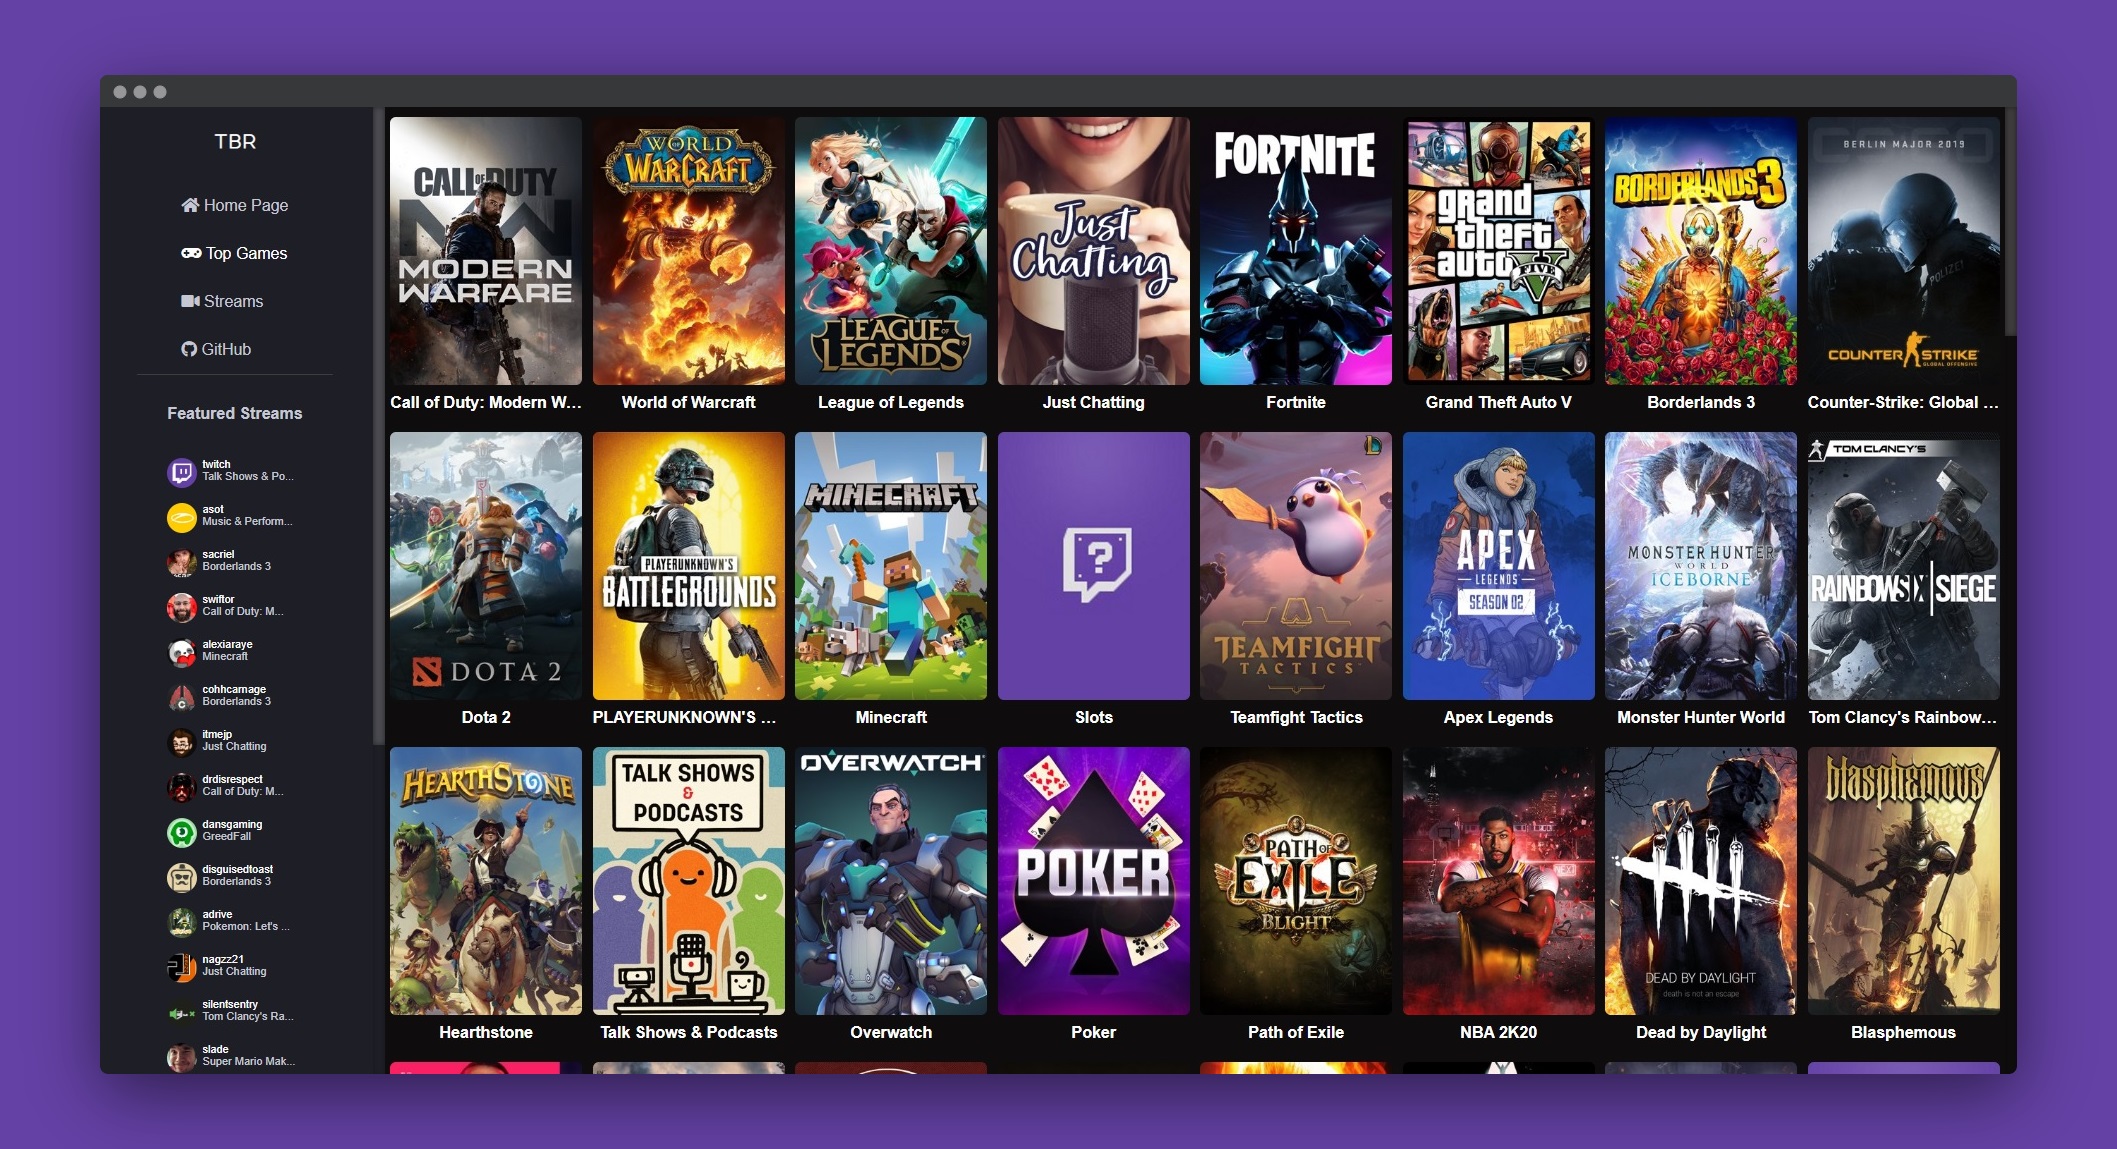 TBR
Home Page
Top Games
Streams
GitHub
Featured Streams
twitch
Talk Shows & Po...
asot
Music & Perform...
sacriel
Borderlands 3
swiflor
Call of Duty: M...
alexiaraye
Minecraft
cohhcarnage
Borderlands 3
itmejp
Just Chatting
drdisrespect
Call of Duty: M...
dansgaming
GreedFall
disguisedtoast
Borderlands 3
adrive
Pokemon: Let's ...
nagzz21
Just Chatting
silentsentry
Tom Clancy's Ra...
slade
Super Mario Mak...
CALL OF DUTY
MW
MODERN
WARFARE
Call of Duty: Modern W...
WORLD
OF
WARCRAFT
World of Warcraft
LEAGUE OF
LEGENDS
League of Legends
Just
Chatting
Just Chatting
FORTNITE
Fortnite
grand
theft
auto
FIVE
V
Grand Theft Auto V
BORDERLANDS 3
Borderlands 3
CSGO
BERLIN MAJOR 2019
POLIZEI
COUNTER STRIKE
GLOBAL OFFENSIVE
Counter-Strike: Global ...
DOTA 2
Dota 2
PLAYERUNKNOWN'S
BATTLEGROUNDS
PLAYERUNKNOWN'S ...
MINECRAFT
Minecraft
?
Slots
TEAMFIGHT
TACTICS
Teamfight Tactics
APEX
LEGENDS
SEASON 02
Apex Legends
MONSTER HUNTER
WORLD
ICEBORNE
Monster Hunter World
TOM CLANCY'S
RAINBOWSIX|SIEGE
Tom Clancy's Rainbow...
HEARTHSTONE
Hearthstone
TALK SHOWS
&
PODCASTS
Talk Shows & Podcasts
OVERWATCH
Overwatch
POKER
Poker
PATH OF
EXILE
BLIGHT
Path of Exile
NBA 2K20
DEAD BY DAYLIGHT
death is not an escape
Dead by Daylight
blasphemous
Blasphemous